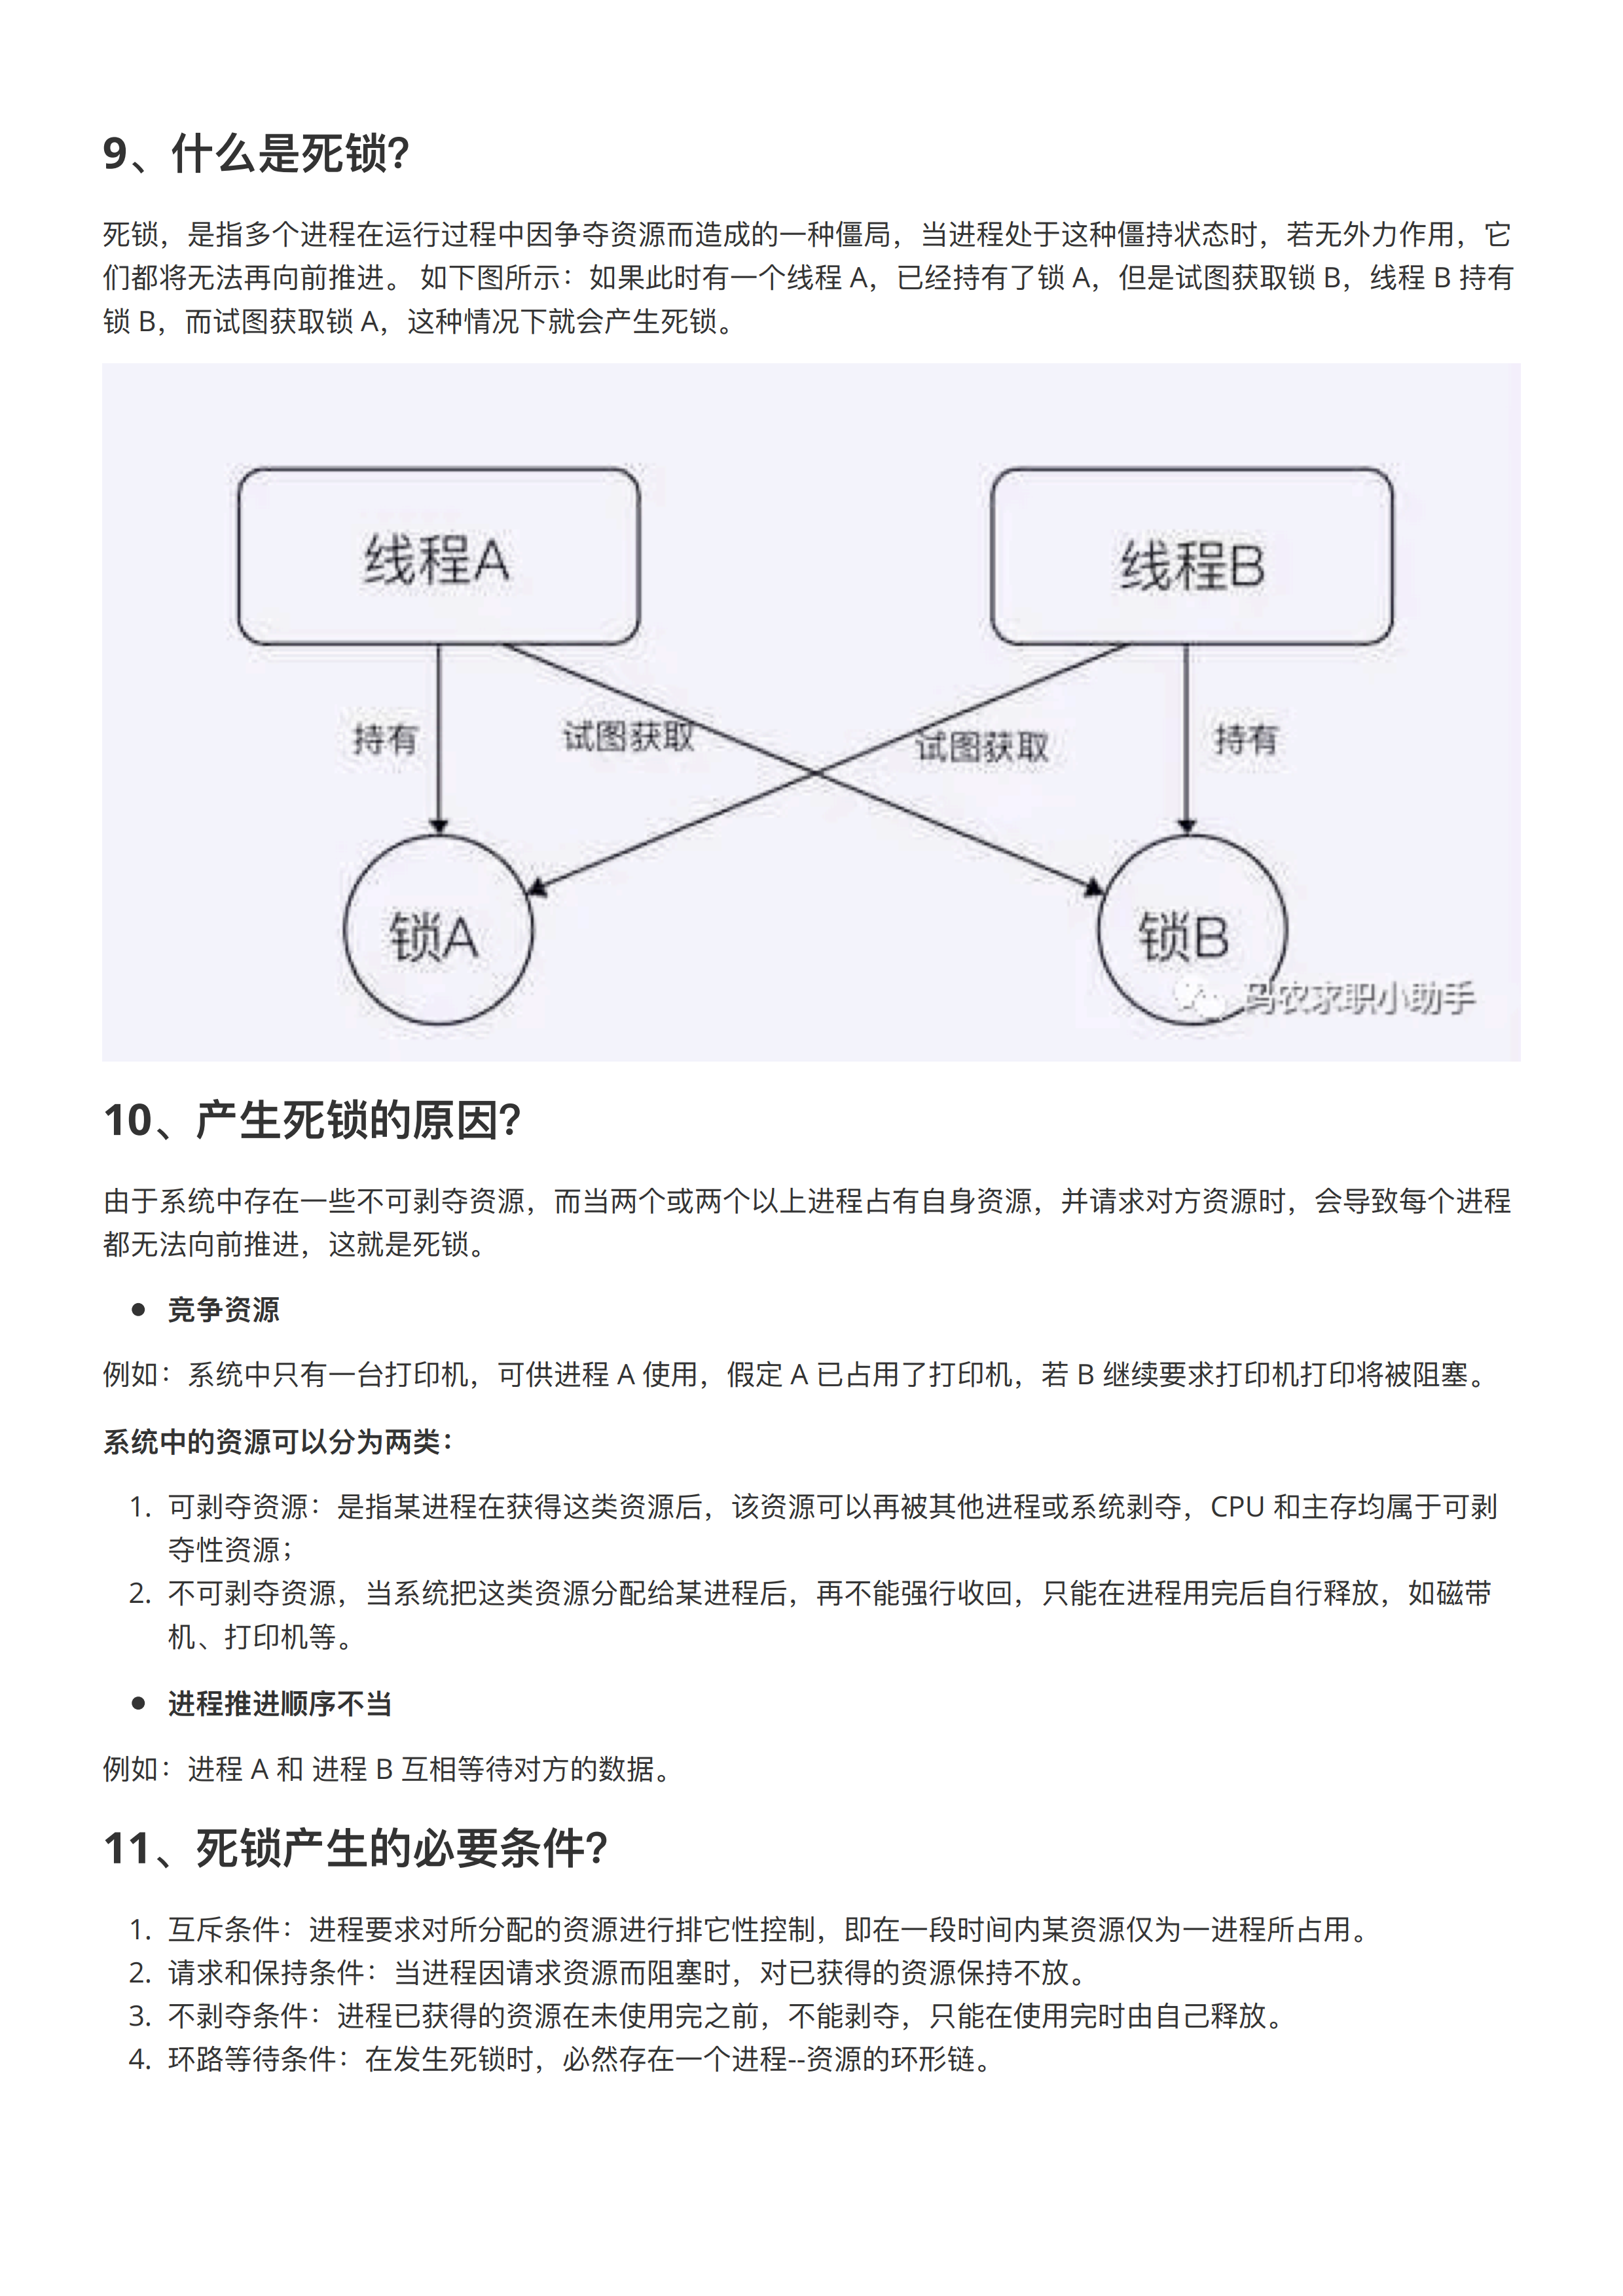 9、什么是死锁？
死锁，是指多个进程在运行过程中因争夺资源而造成的一种僵局，当进程处于这种僵持状态时，若无外力作用，它
们都将无法再向前推进。 如下图所示：如果此时有一个线程 A，已经持有了锁 A，但是试图获取锁 B，线程 B 持有
锁 B，而试图获取锁 A，这种情况下就会产生死锁。
线程A
线程B
持有
试图获取
试图获取
持有
锁A
锁B
码农求职小助手
10、产生死锁的原因？
由于系统中存在一些不可剥夺资源，而当两个或两个以上进程占有自身资源，并请求对方资源时，会导致每个进程
都无法向前推进，这就是死锁。
● 竞争资源
例如：系统中只有一台打印机，可供进程 A 使用，假定 A 已占用了打印机，若 B 继续要求打印机打印将被阻塞。
系统中的资源可以分为两类：
1. 可剥夺资源：是指某进程在获得这类资源后，该资源可以再被其他进程或系统剥夺，CPU 和主存均属于可剥
夺性资源；
2. 不可剥夺资源，当系统把这类资源分配给某进程后，再不能强行收回，只能在进程用完后自行释放，如磁带
机、打印机等。
● 进程推进顺序不当
例如：进程 A 和 进程 B 互相等待对方的数据。
11、死锁产生的必要条件？
1. 互斥条件：进程要求对所分配的资源进行排它性控制，即在一段时间内某资源仅为一进程所占用。
2. 请求和保持条件：当进程因请求资源而阻塞时，对已获得的资源保持不放。
3. 不剥夺条件：进程已获得的资源在未使用完之前，不能剥夺，只能在使用完时由自己释放。
4. 环路等待条件：在发生死锁时，必然存在一个进程--资源的环形链。